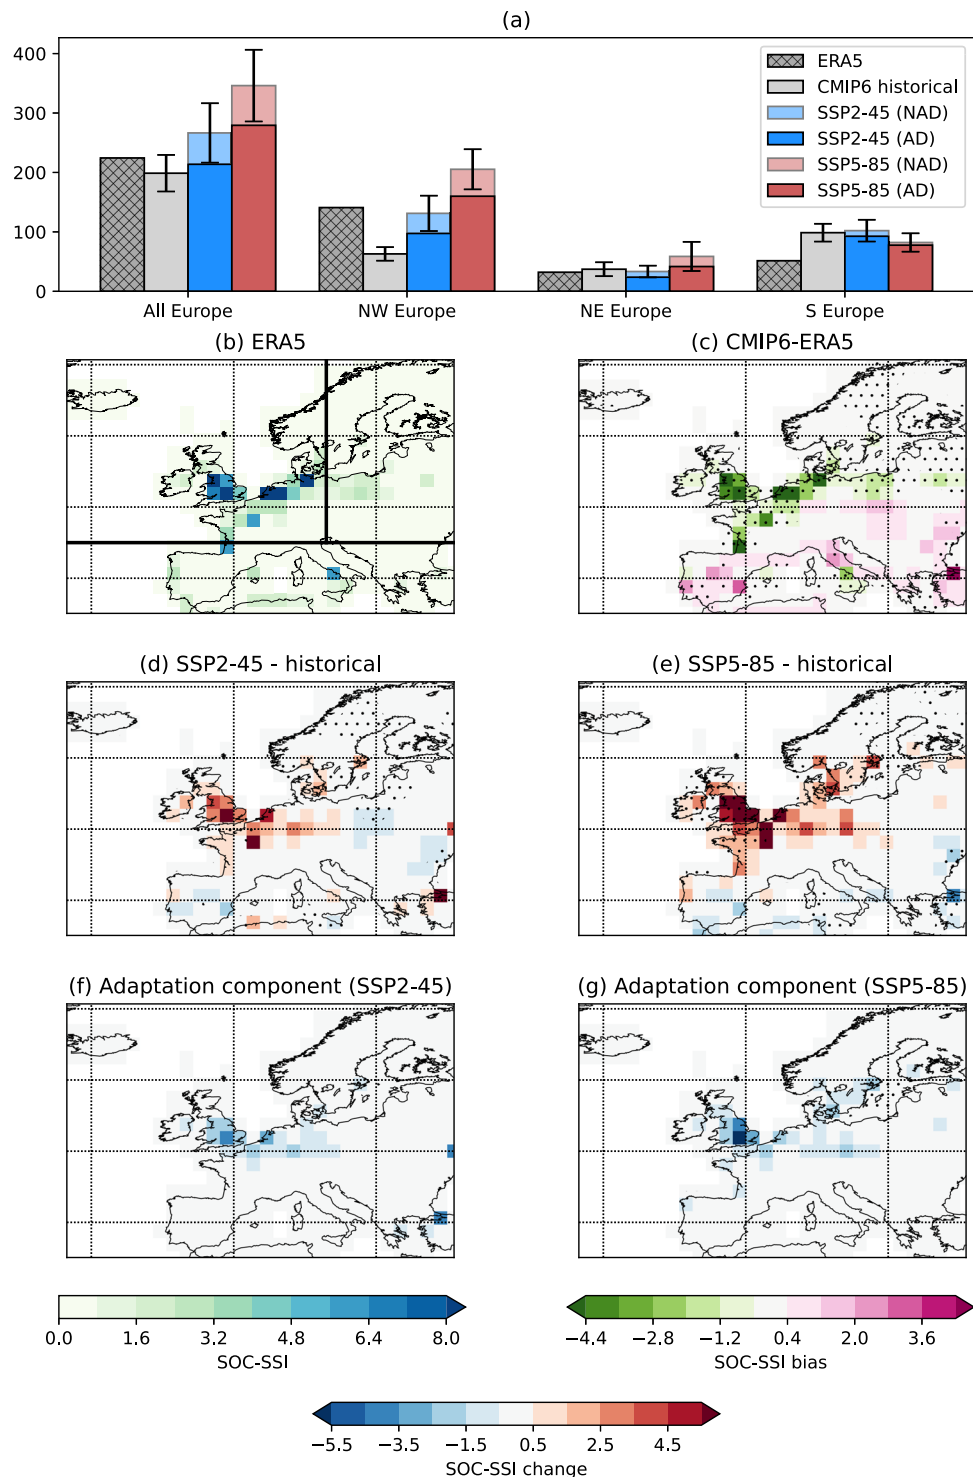 (a)
400
300
200
100
0
ERA5
CMIP6 historical
SSP2-45 (NAD)
SSP2-45 (AD)
SSP5-85 (NAD)
SSP5-85 (AD)
All Europe
NW Europe
NE Europe
S Europe
(b) ERA5
(c) CMIP6-ERA5
(d) SSP2-45 - historical
(e) SSP5-85 - historical
(f) Adaptation component (SSP2-45)
(g) Adaptation component (SSP5-85)
0.0 1.6 3.2 4.8 6.4 8.0
SOC-SSI
−4.4 −2.8 −1.2 0.4 2.0 3.6
SOC-SSI bias
−5.5 −3.5 −1.5 0.5 2.5 4.5
SOC-SSI change